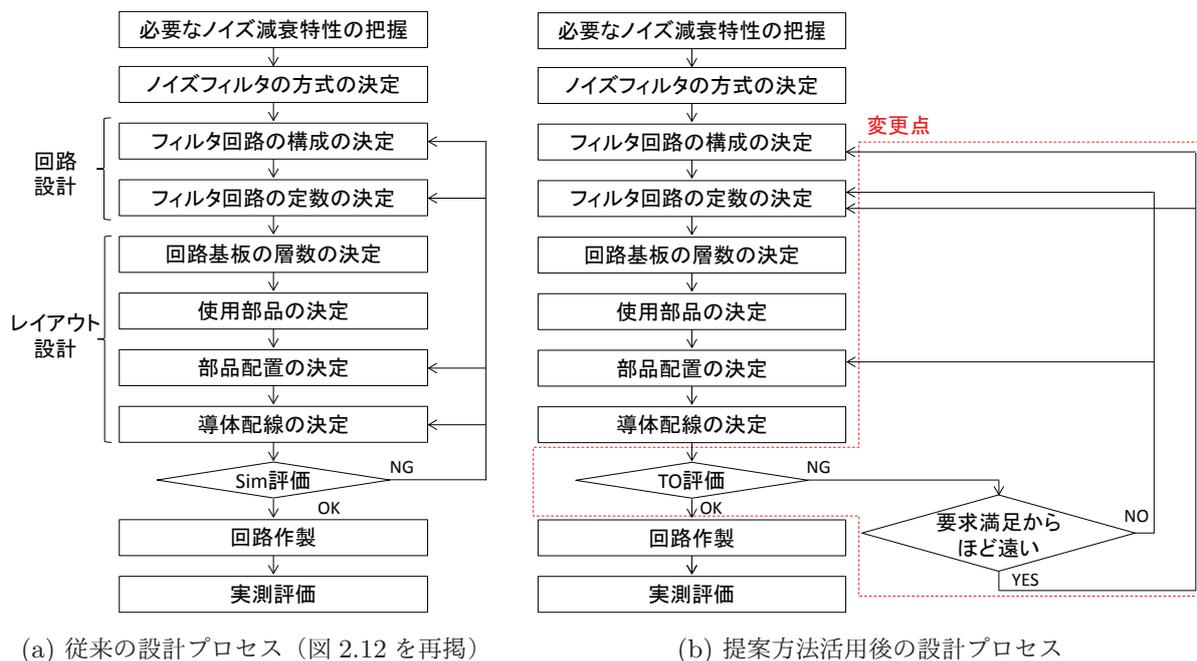 必要なノイズ減衰特性の把握
ノイズフィルタの方式の決定
フィルタ回路の構成の決定
フィルタ回路の定数の決定
回路基板の層数の決定
使用部品の決定
部品配置の決定
導体配線の決定
Sim評価
NG
OK
回路作製
実測評価
回路
設計
レイアウト
設計
(a) 従来の設計プロセス（図 2.12 を再掲）
必要なノイズ減衰特性の把握
ノイズフィルタの方式の決定
変更点
フィルタ回路の構成の決定
フィルタ回路の定数の決定
回路基板の層数の決定
使用部品の決定
部品配置の決定
導体配線の決定
TO評価
NG
OK
要求満足から
ほど遠い
NO
YES
回路作製
実測評価
(b) 提案方法活用後の設計プロセス